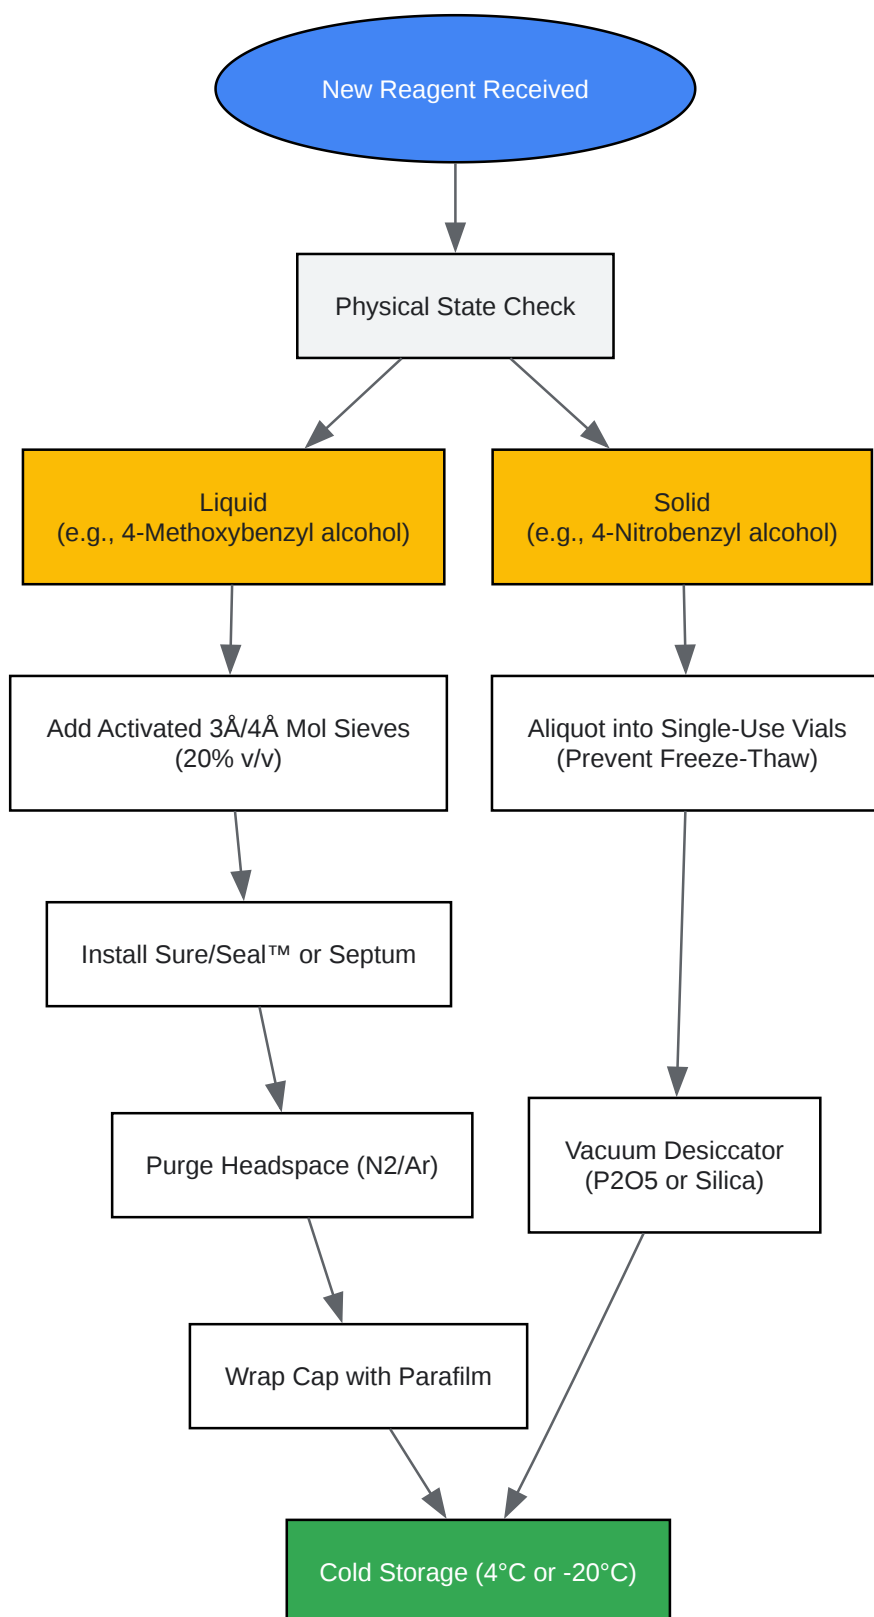 New Reagent Received
Physical State Check
Liquid
(e.g., 4-Methoxybenzyl alcohol)
Solid
(e.g., 4-Nitrobenzyl alcohol)
Add Activated 3Å/4Å Mol Sieves
(20% v/v)
Aliquot into Single-Use Vials
(Prevent Freeze-Thaw)
Install Sure/Seal™ or Septum
Purge Headspace (N2/Ar)
Vacuum Desiccator
(P2O5 or Silica)
Wrap Cap with Parafilm
Cold Storage (4°C or -20°C)